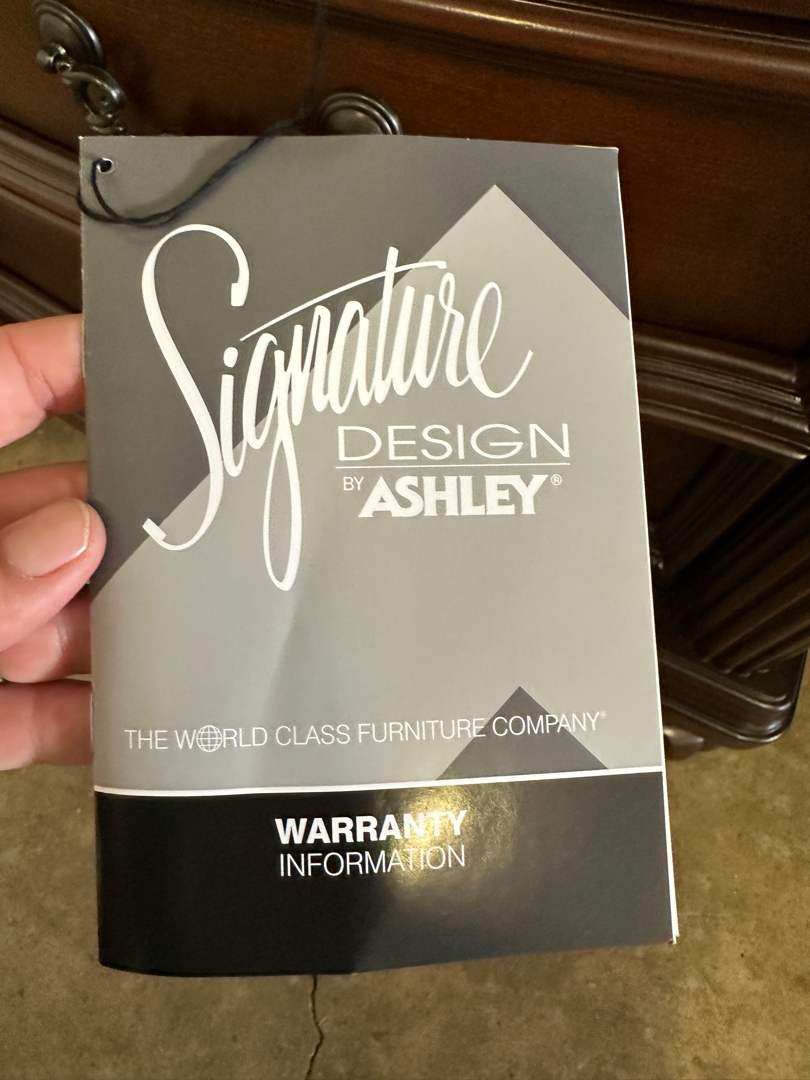 Signature
DESIGN
BY ASHLEY®
THE WORLD CLASS FURNITURE COMPANY®
WARRANTY
INFORMATION